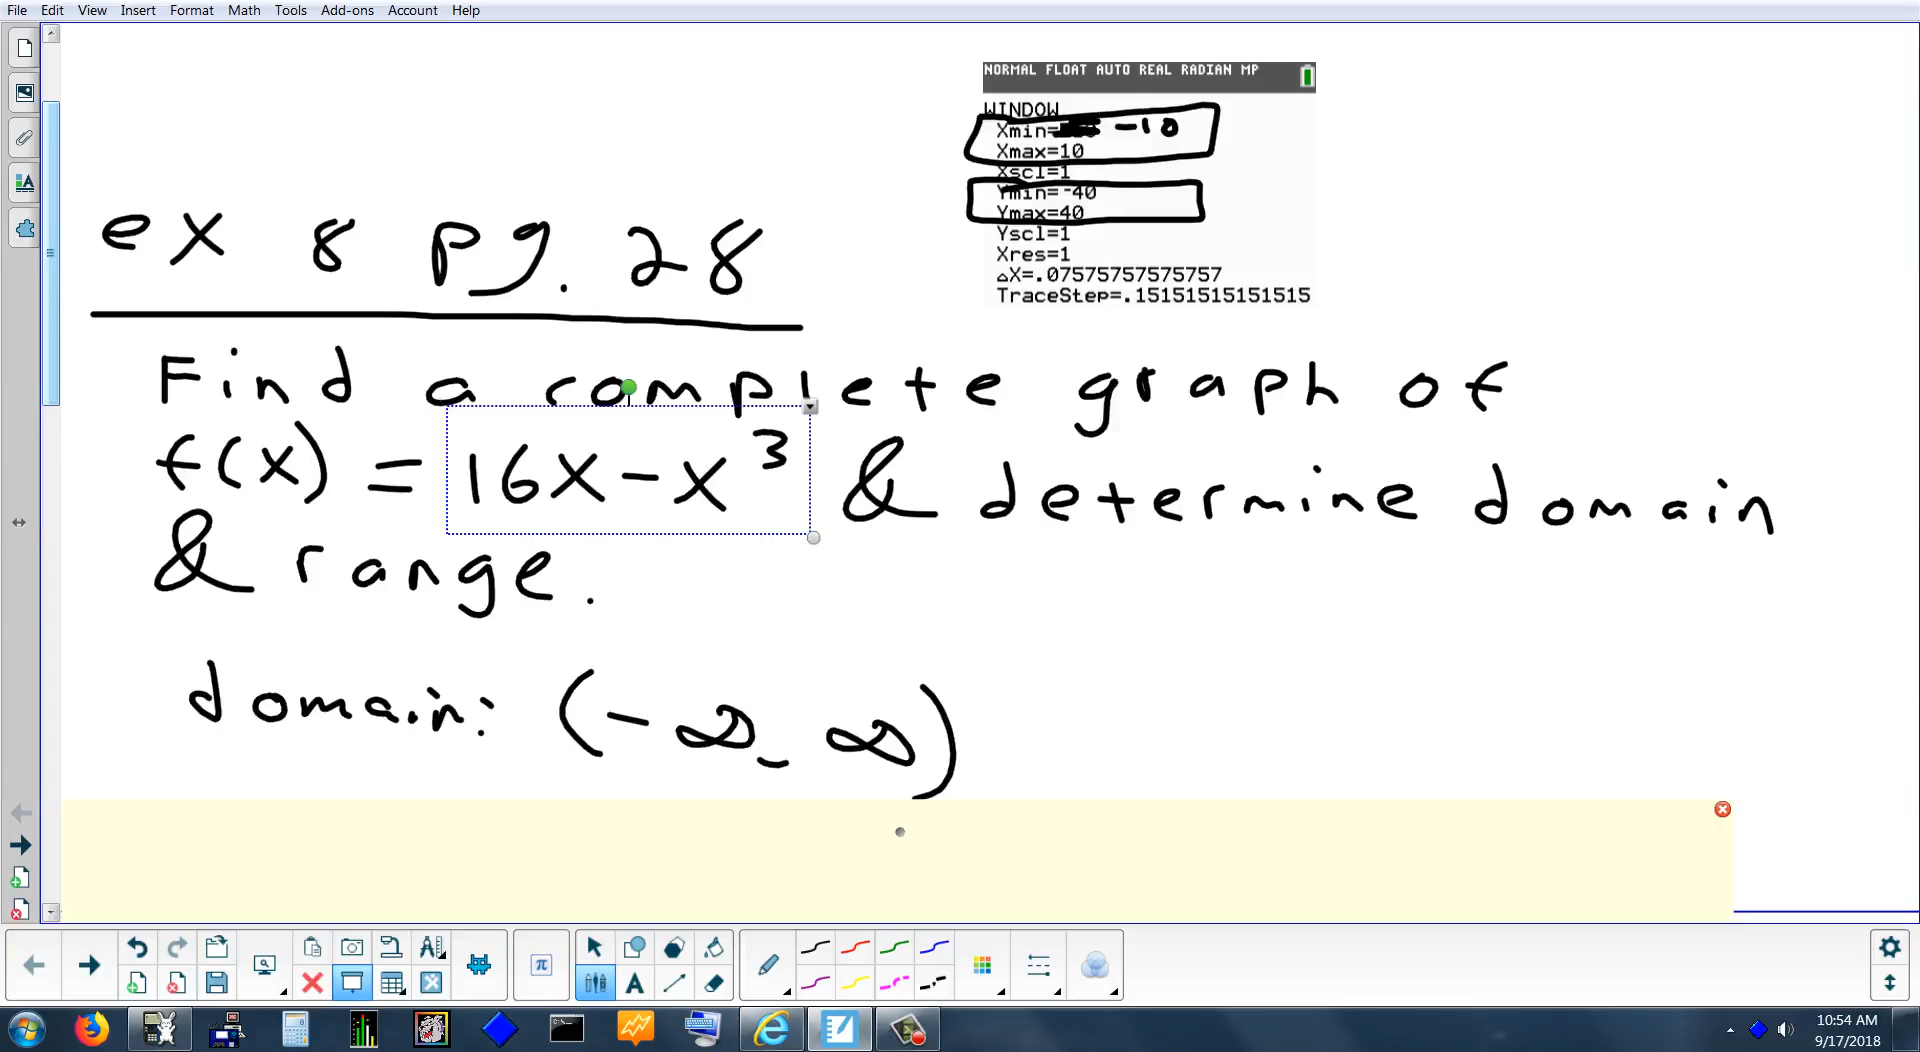 File Edit View Insert Format Math Tools Add-ons Account Help
NORMAL FLOAT AUTO REAL RADIAN MP
WINDOW
Xmin= -10
Xmax=10
Xscl=1
Ymin=-40
Ymax=40
Yscl=1
Xres=1
△X=.07575757575757
TraceStep=.15151515151515
ex 8 pg. 28
Find a complete graph of
f(x) = 16x-x³ & determine domain
& range.
domain: (-∞, ∞)
π
A
10:54 AM
9/17/2018